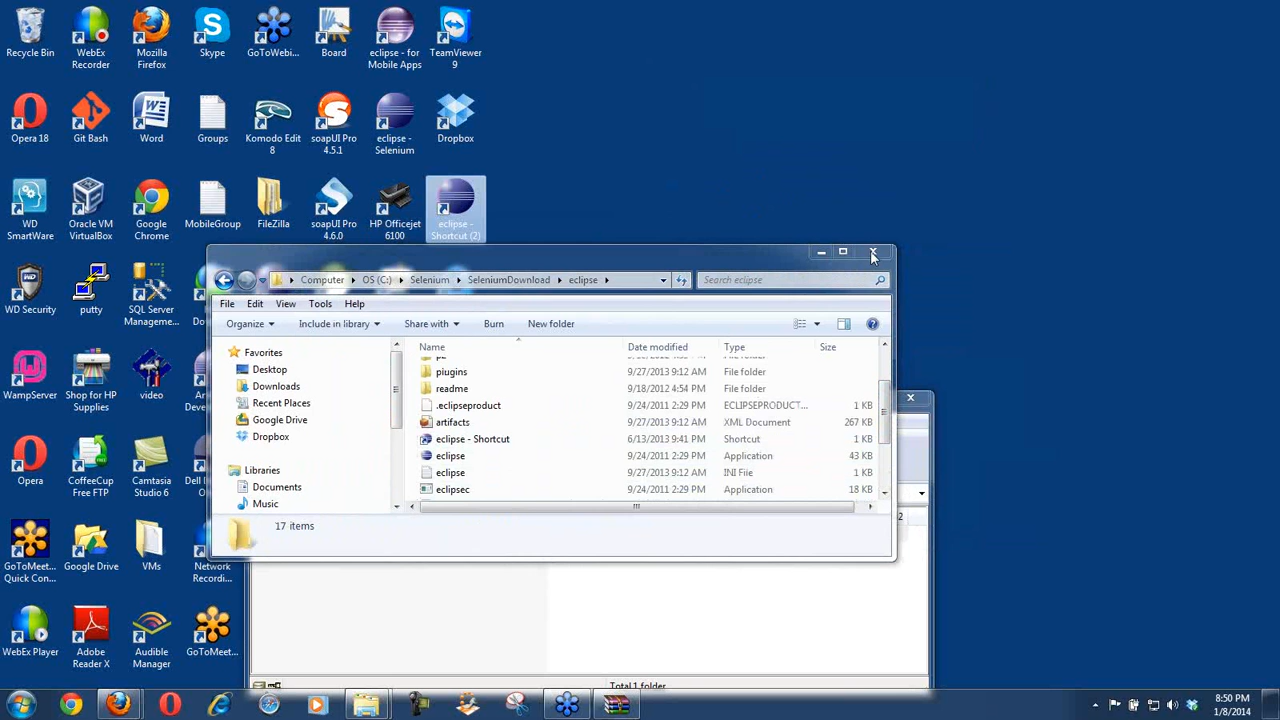 Recycle Bin
WebEx Recorder
Mozilla Firefox
Skype
GoToWebi...
Board
eclipse - for Mobile Apps
TeamViewer 9
Opera 18
Git Bash
Word
Groups
Komodo Edit 8
soapUI Pro 4.5.1
eclipse - Selenium
Dropbox
WD SmartWare
Oracle VM VirtualBox
Google Chrome
MobileGroup
FileZilla
soapUI Pro 4.6.0
HP Officejet 6100
eclipse - Shortcut (2)
Computer
OS (C:)
Selenium
SeleniumDownload
eclipse
Search eclipse
File
Edit
View
Tools
Help
Organize
Include in library
Share with
Burn
New folder
Name
Date modified
Type
Size
Favorites
Desktop
Downloads
Recent Places
Google Drive
Dropbox
Libraries
Documents
Music
plugins 9/27/2013 9:12 AM File folder
readme 9/18/2012 4:54 PM File folder
.eclipseproduct 9/24/2011 2:29 PM ECLIPSEPRODUCT... 1 KB
artifacts 9/27/2013 9:12 AM XML Document 267 KB
eclipse - Shortcut 6/13/2013 9:41 PM Shortcut 1 KB
eclipse 9/24/2011 2:29 PM Application 43 KB
eclipse 9/27/2013 9:12 AM INI File 1 KB
eclipsec 9/24/2011 2:29 PM Application 18 KB
17 items
WD Security
putty
SQL Server Manageme...
WampServer
Shop for HP Supplies
video
Opera
CoffeeCup Free FTP
Camtasia Studio 6
GoToMeet... Quick Con...
Google Drive
VMs
Network Recordi...
WebEx Player
Adobe Reader X
Audible Manager
GoToMeet...
Total 1 folder
8:50 PM
1/8/2014